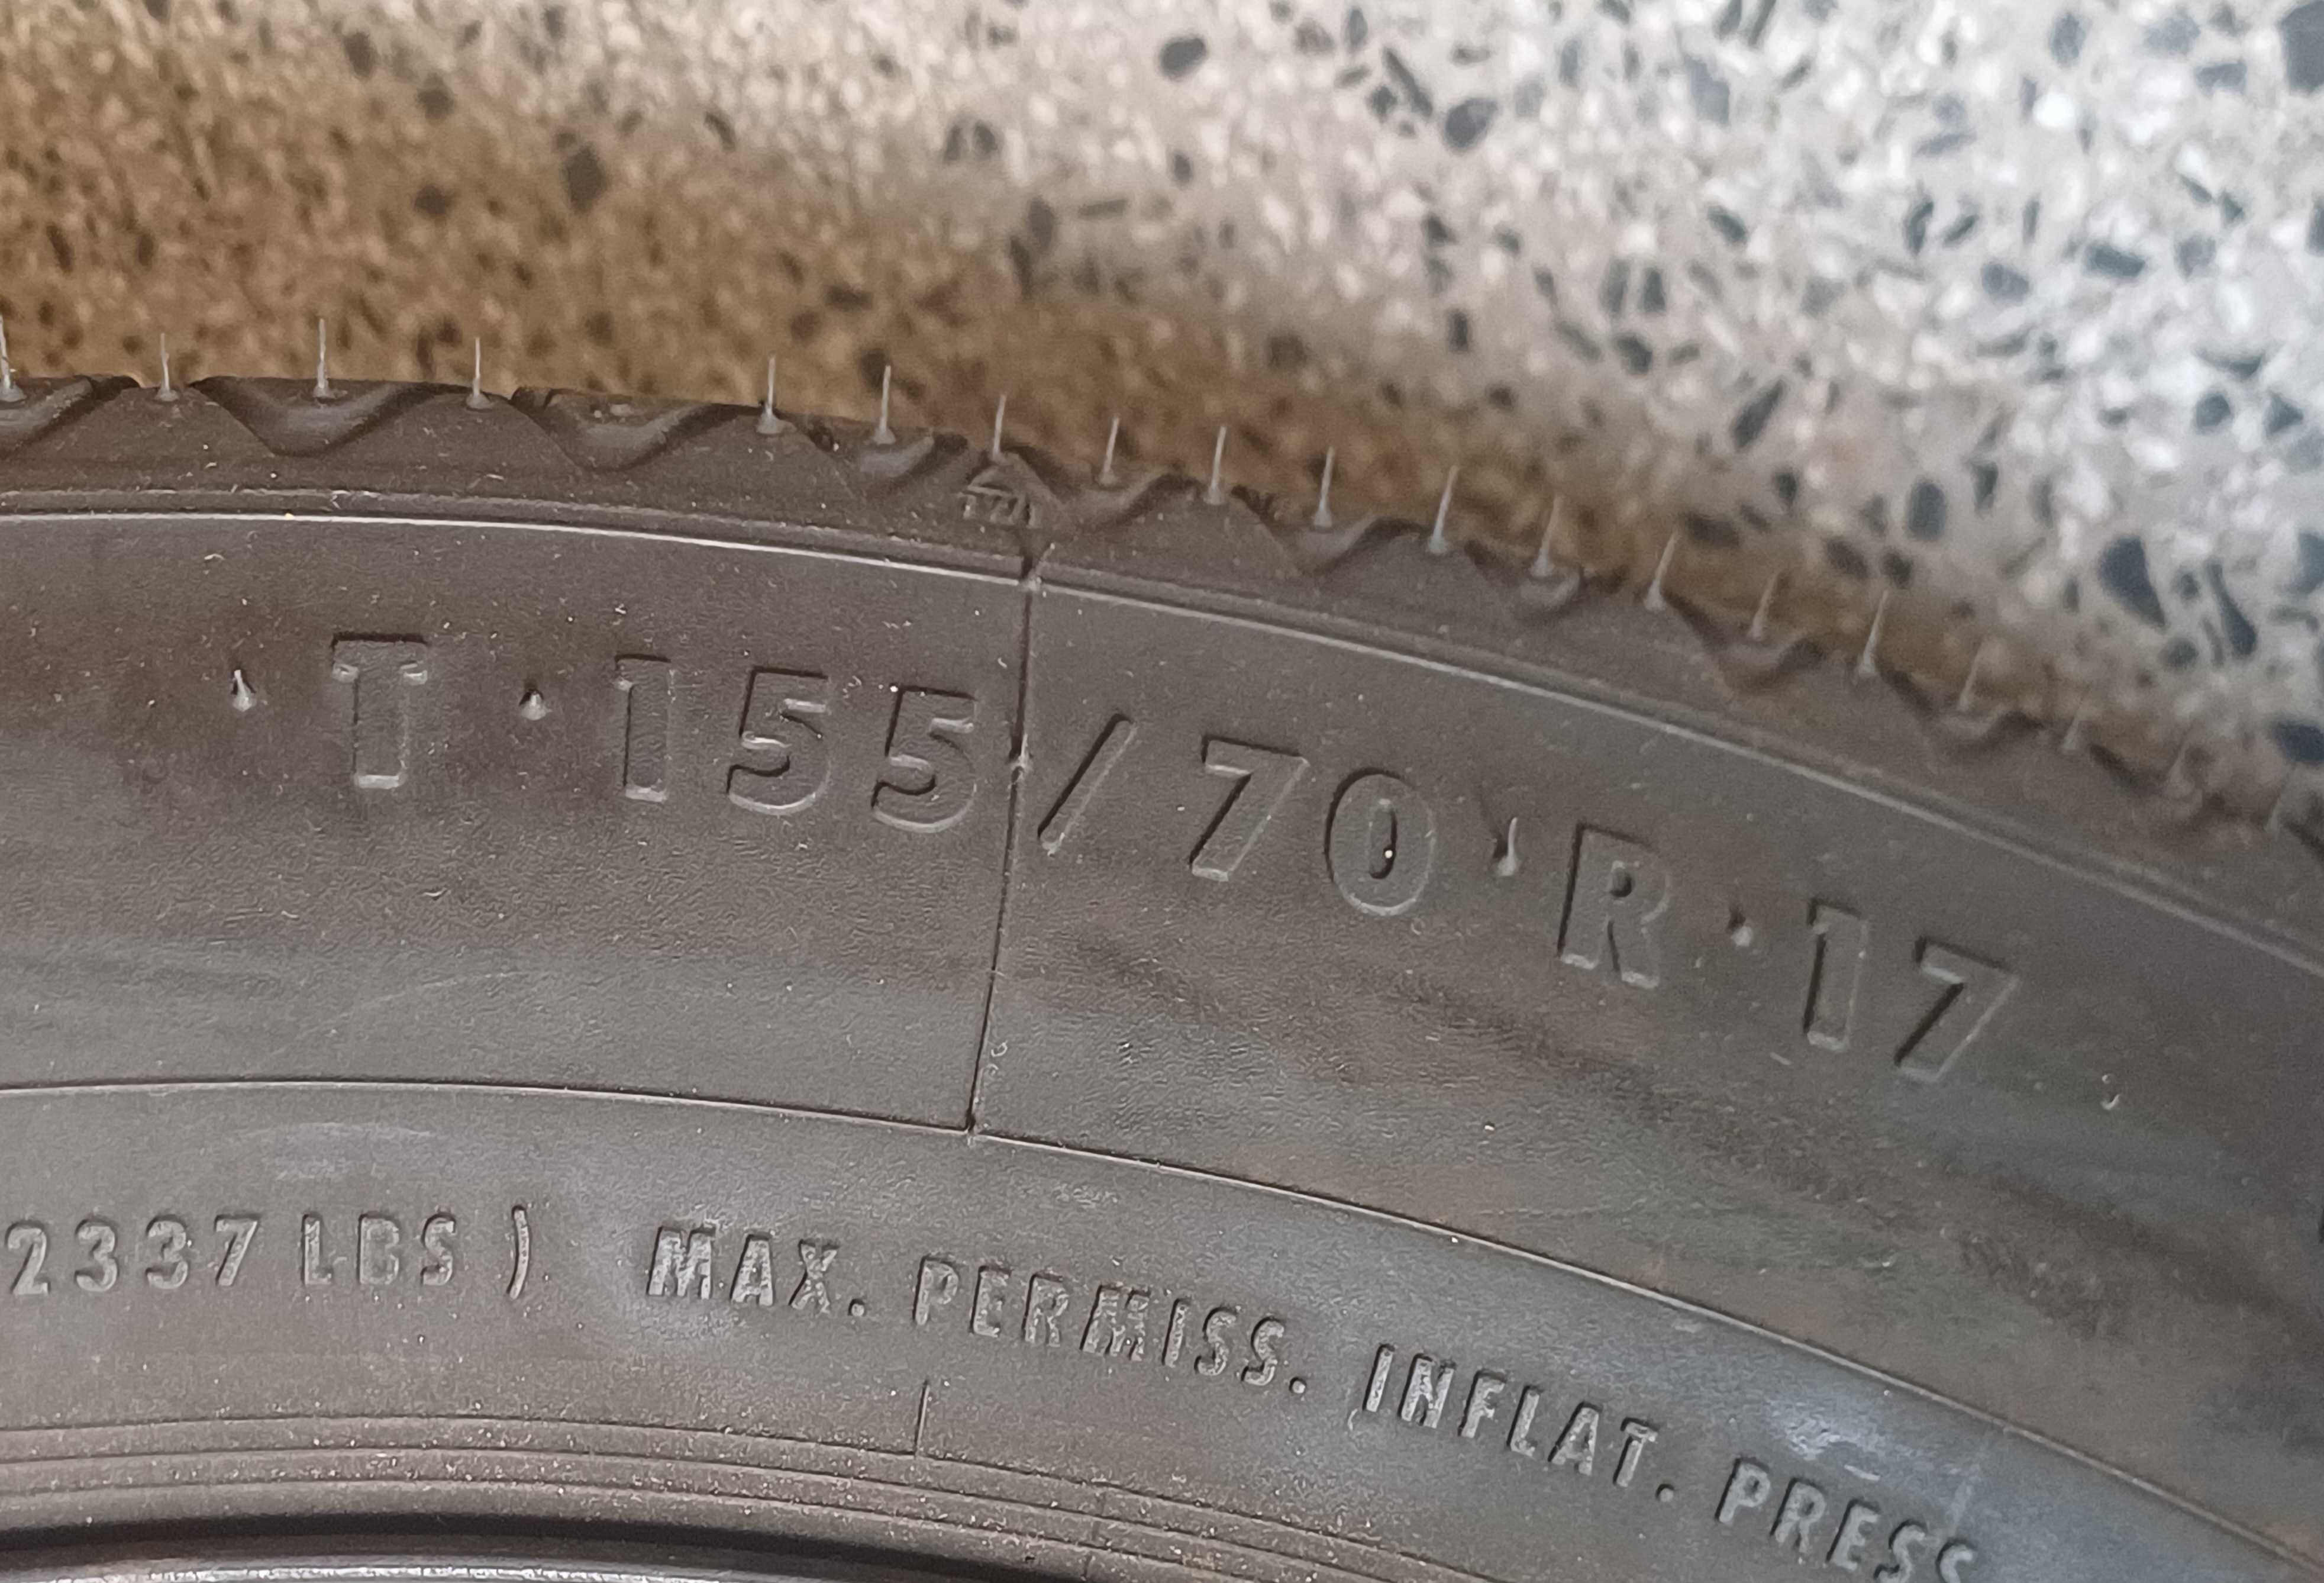 T 155/70 R 17
2337 LBS ) MAX. PERMISS. INFLAT. PRESS